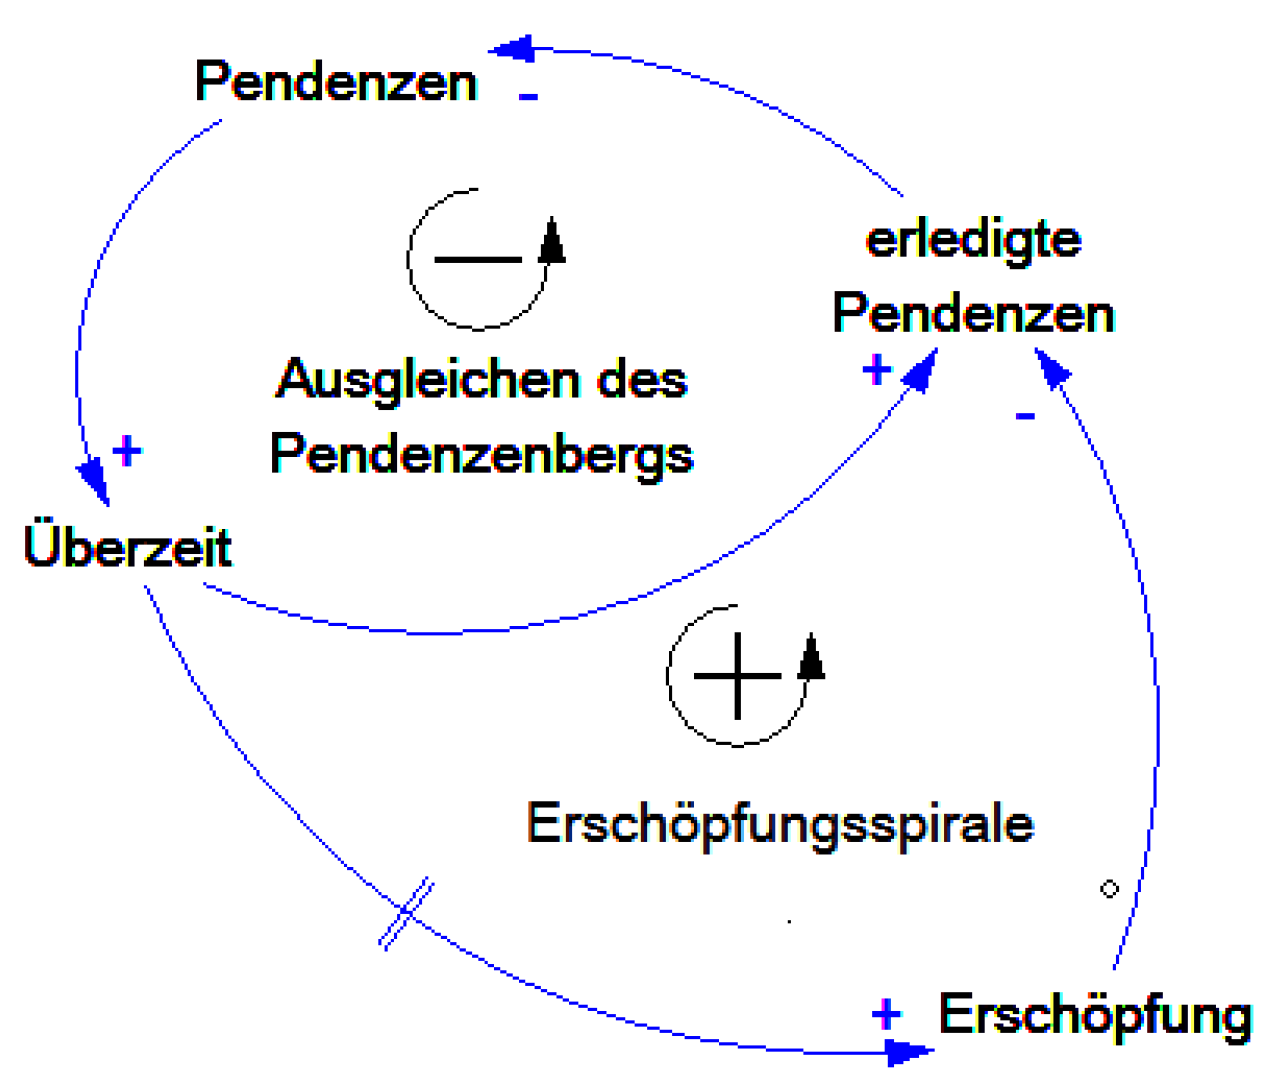 Pendenzen
-
erledigte
Pendenzen
+
-
Ausgleichen des
Pendenzenbergs
+
Überzeit
+
Erschöpfungsspirale
+
Erschöpfung